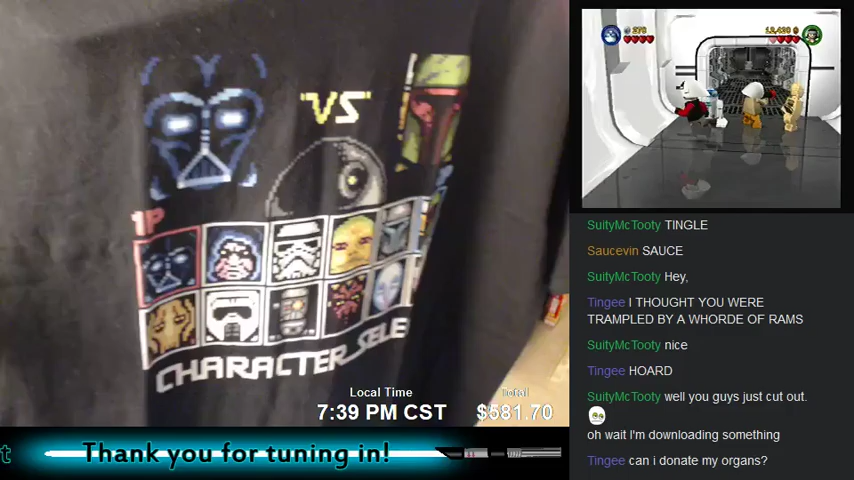 VS
1P
CHARACTER SELE
Local Time
7:39 PM CST
Total
$581.70
t
Thank you for tuning in!
SuityMcTooty TINGLE
Saucevin SAUCE
SuityMcTooty Hey,
Tingee I THOUGHT YOU WERE
TRAMPLED BY A WHORDE OF RAMS
SuityMcTooty nice
Tingee HOARD
SuityMcTooty well you guys just cut out.
oh wait I'm downloading something
Tingee can i donate my organs?